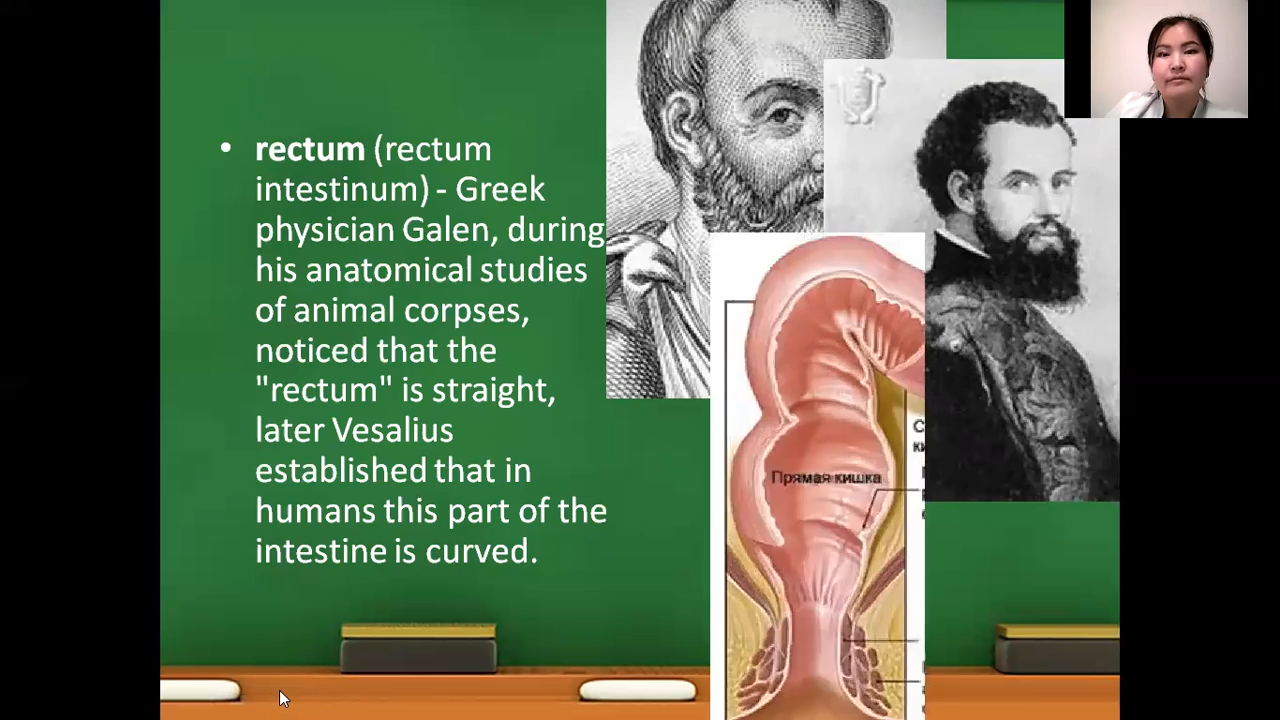 rectum (rectum
intestinum) - Greek
physician Galen, during
his anatomical studies
of animal corpses,
noticed that the
"rectum" is straight,
later Vesalius
established that in
humans this part of the
intestine is curved.
Прямая кишка